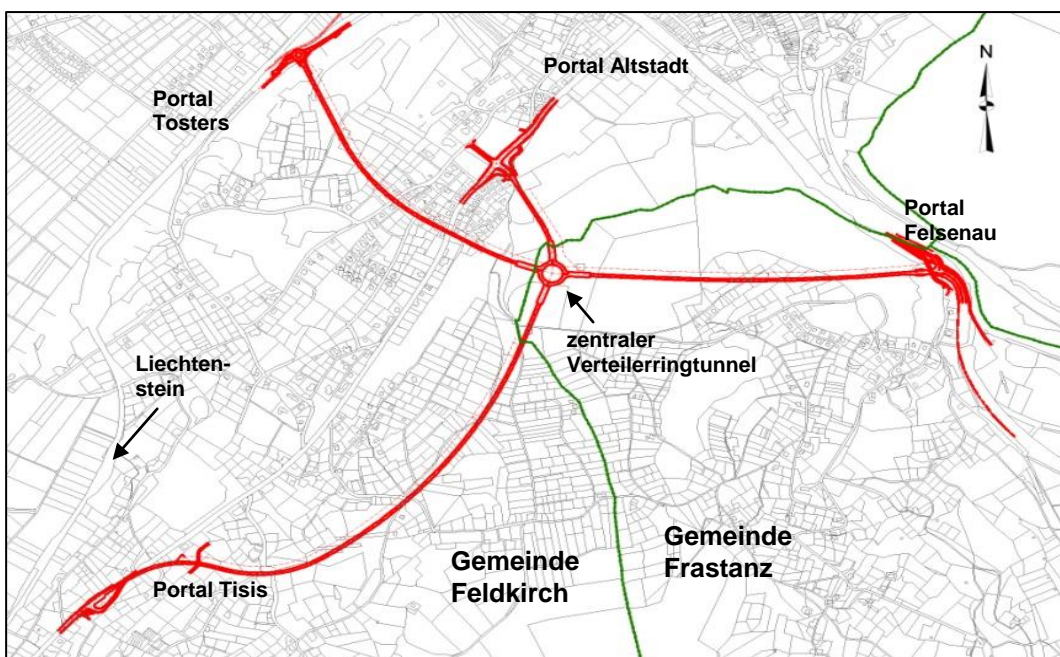 N
Portal Altstadt
Portal
Tosters
Portal
Felsenau
zentraler
Verteilerringtunnel
Liechten-
stein
Gemeinde
Frastanz
Gemeinde
Feldkirch
Portal Tisis